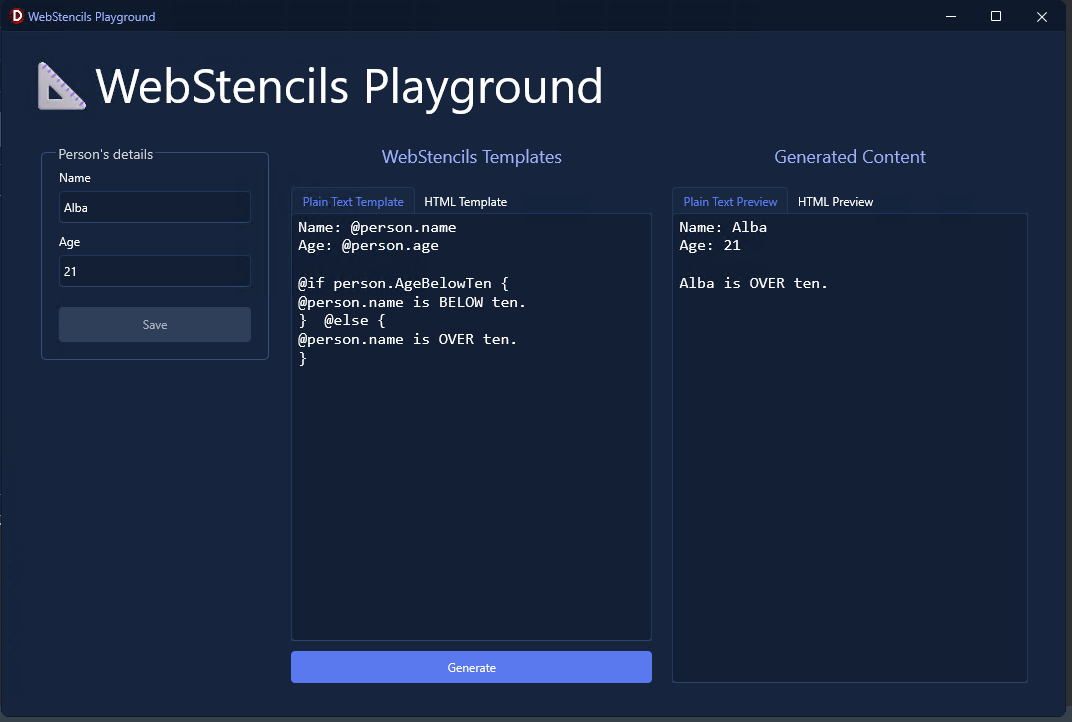 WebStencils Playground
WebStencils Playground
Person's details
Name
Alba
Age
21
Save
WebStencils Templates
Plain Text Template HTML Template
Name: @person.name
Age: @person.age
@if person.AgeBelowTen {
@person.name is BELOW ten.
}  @else {
@person.name is OVER ten.
}
Generate
Generated Content
Plain Text Preview HTML Preview
Name: Alba
Age: 21
Alba is OVER ten.